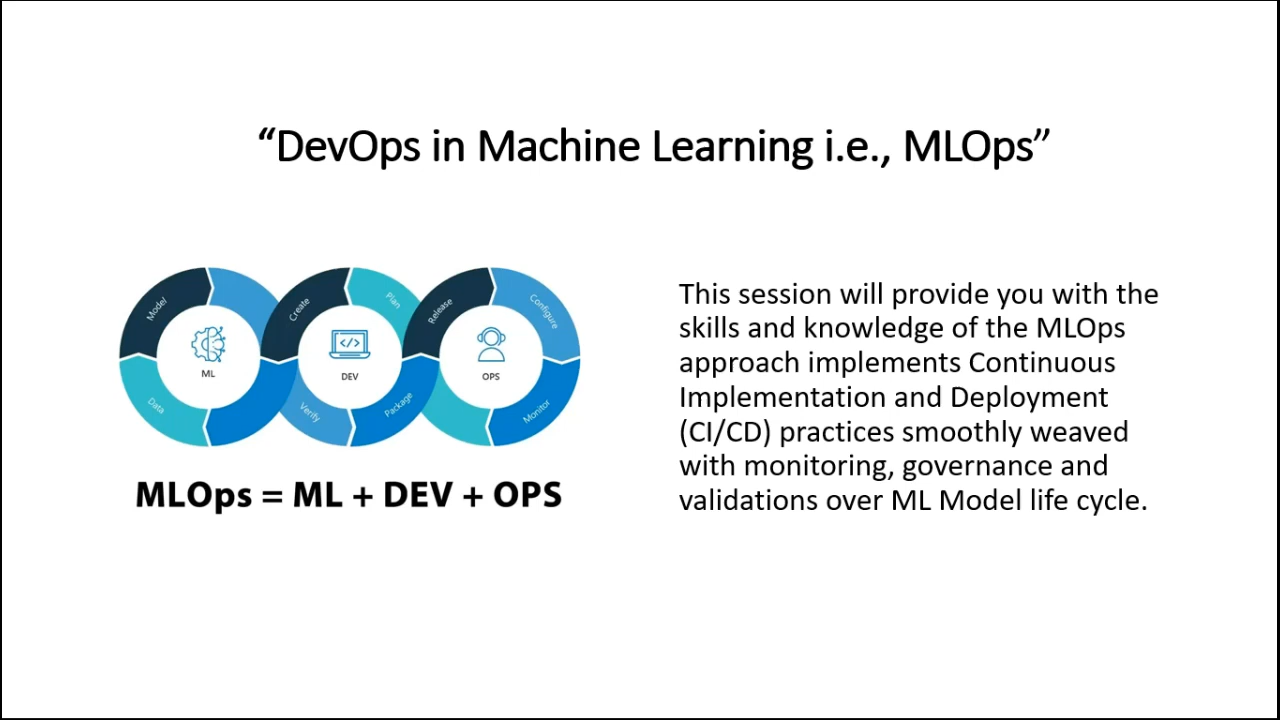 “DevOps in Machine Learning i.e., MLOps”
Model
Data
ML
Create
Plan
Verify
Package
DEV
Release
Configure
Monitor
OPS
MLOps = ML + DEV + OPS
This session will provide you with the
skills and knowledge of the MLOps
approach implements Continuous
Implementation and Deployment
(CI/CD) practices smoothly weaved
with monitoring, governance and
validations over ML Model life cycle.